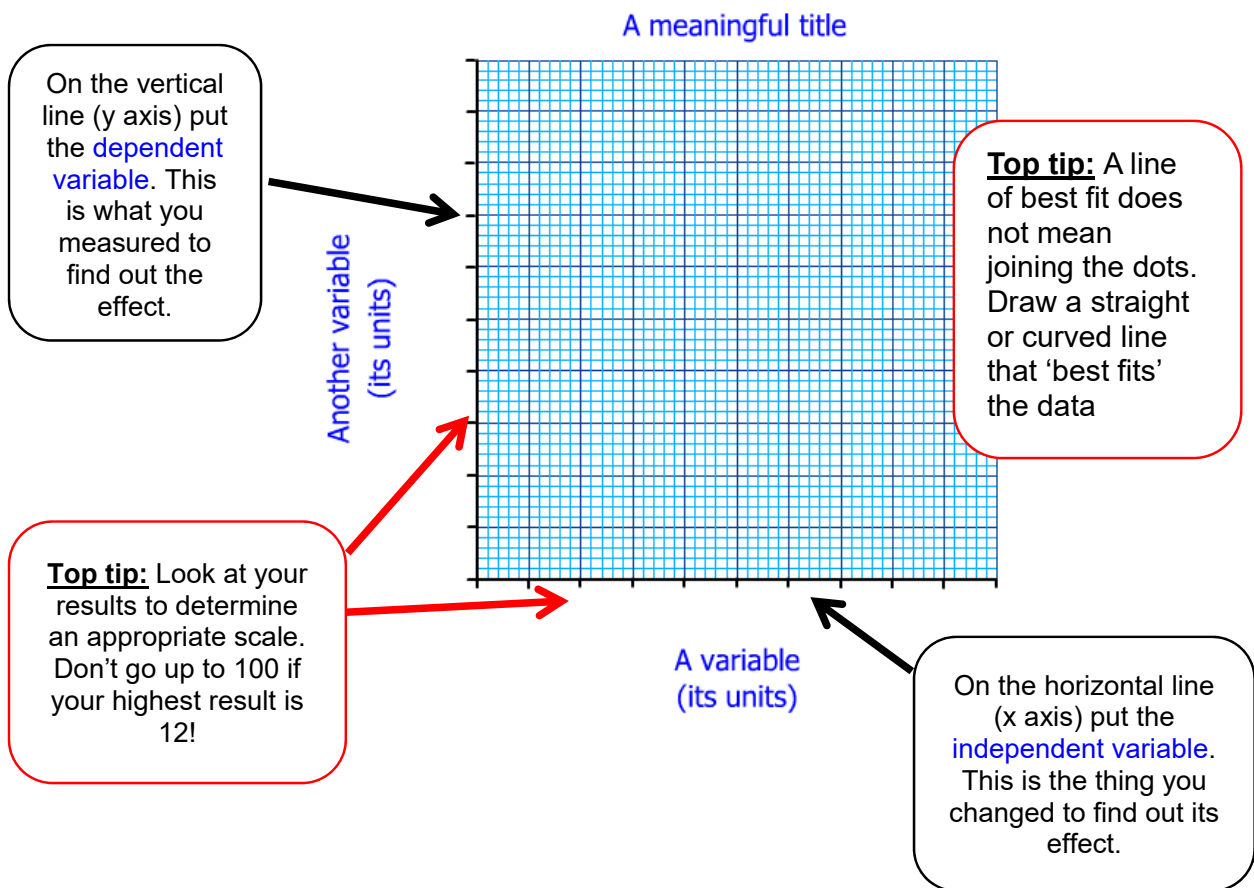 A meaningful title
On the vertical
line (y axis) put
the dependent
variable. This
is what you
measured to
find out the
effect.
Top tip: A line
of best fit does
not mean
joining the dots.
Draw a straight
or curved line
that ‘best fits’
the data
Another variable
(its units)
Top tip: Look at your
results to determine
an appropriate scale.
Don’t go up to 100 if
your highest result is
12!
A variable
(its units)
On the horizontal line
(x axis) put the
independent variable.
This is the thing you
changed to find out its
effect.